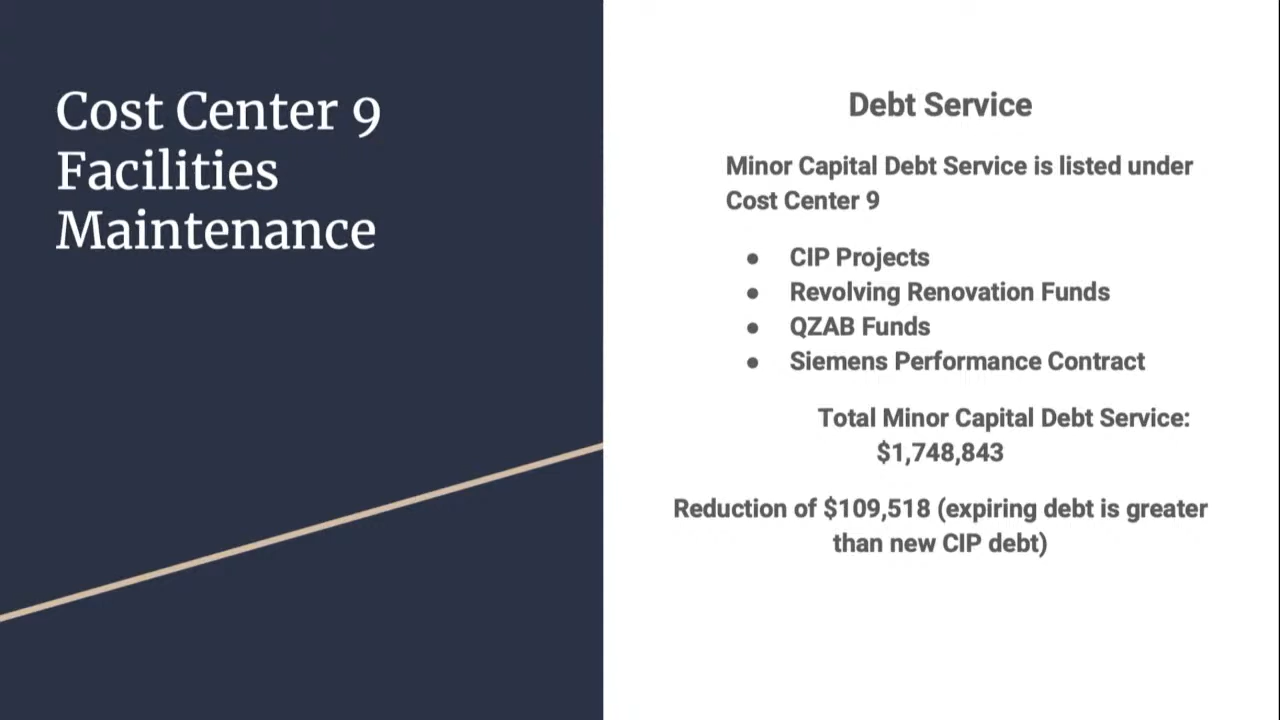 Cost Center 9
Facilities
Maintenance
Debt Service
Minor Capital Debt Service is listed under
Cost Center 9
● CIP Projects
● Revolving Renovation Funds
● QZAB Funds
● Siemens Performance Contract
Total Minor Capital Debt Service:
$1,748,843
Reduction of $109,518 (expiring debt is greater
than new CIP debt)